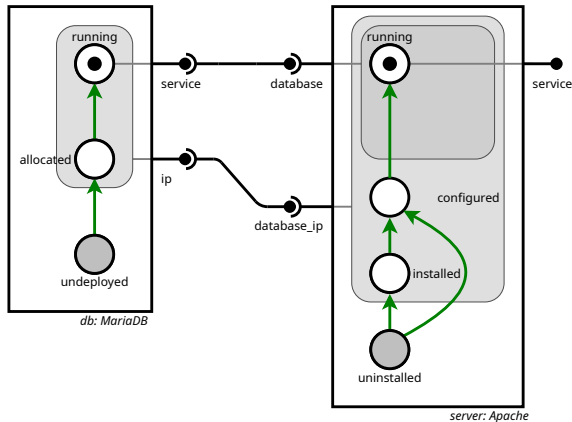 running
allocated
undeployed
db: MariaDB
service
ip
database
database_ip
running
configured
installed
uninstalled
server: Apache
service